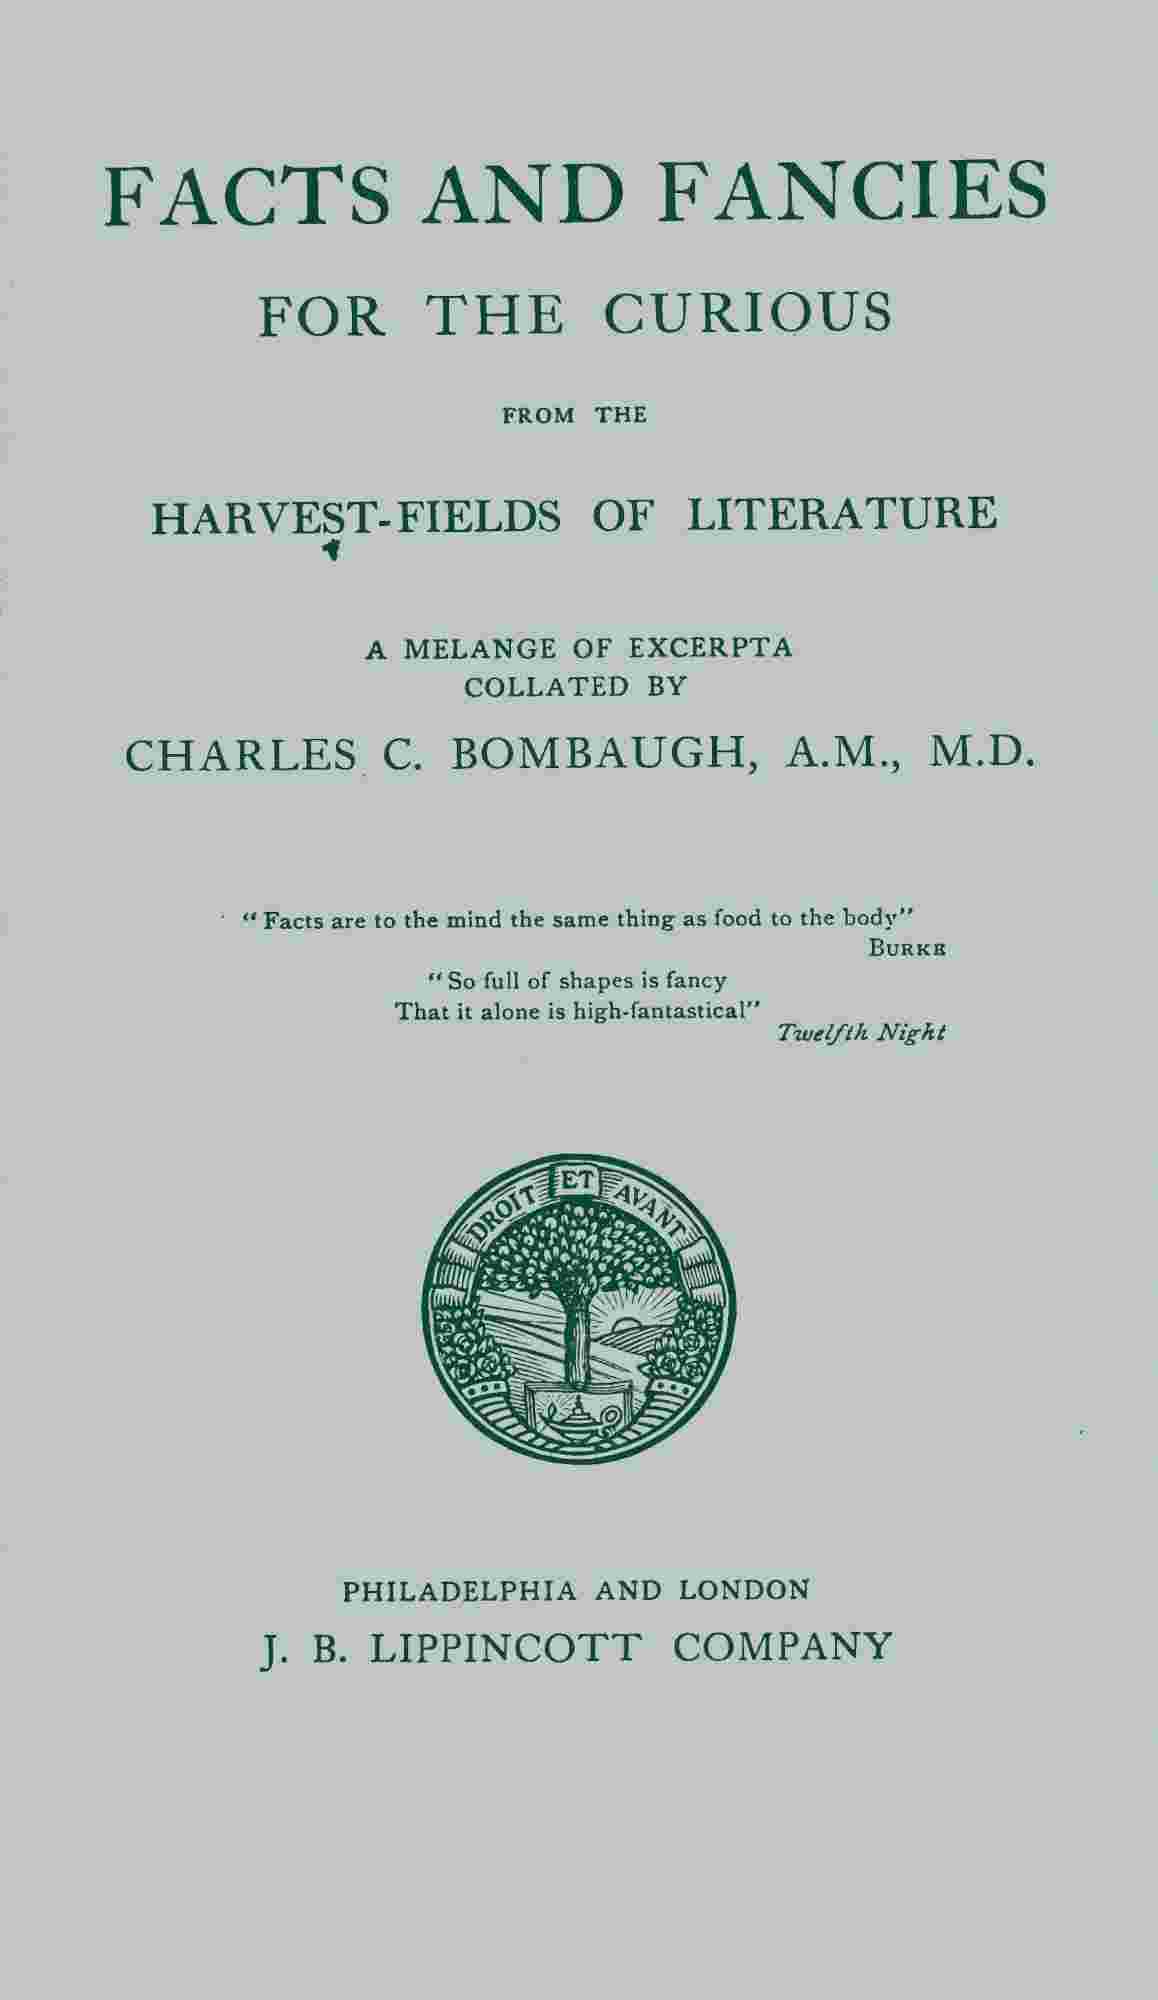 FACTS AND FANCIES
FOR THE CURIOUS
FROM THE
HARVEST-FIELDS OF LITERATURE
A MELANGE OF EXCERPTA
COLLATED BY
CHARLES C. BOMBAUGH, A.M., M.D.
"Facts are to the mind the same thing as food to the body"
BURKE
"So full of shapes is fancy
That it alone is high-fantastical"
Twelfth Night
DROIT ET AVANT
PHILADELPHIA AND LONDON
J. B. LIPPINCOTT COMPANY